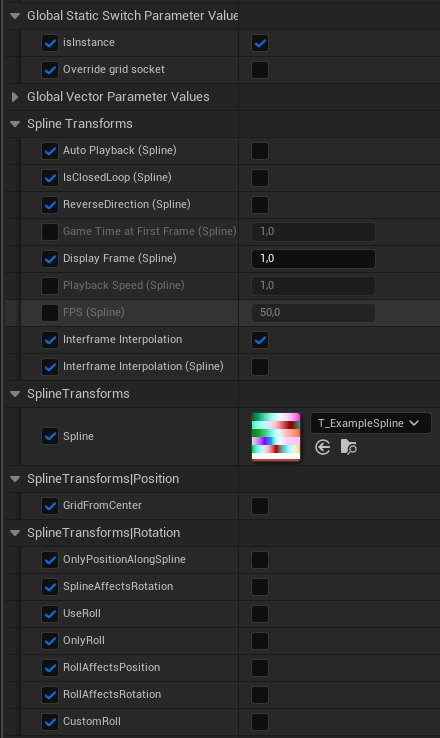 Global Static Switch Parameter Value
isInstance
Override grid socket
Global Vector Parameter Values
Spline Transforms
Auto Playback (Spline)
IsClosedLoop (Spline)
ReverseDirection (Spline)
Game Time at First Frame (Spline) 1,0
Display Frame (Spline) 1,0
Playback Speed (Spline) 1,0
FPS (Spline) 50,0
Interframe Interpolation
Interframe Interpolation (Spline)
SplineTransforms
Spline T_ExampleSpline
SplineTransforms|Position
GridFromCenter
SplineTransforms|Rotation
OnlyPositionAlongSpline
SplineAffectsRotation
UseRoll
OnlyRoll
RollAffectsPosition
RollAffectsRotation
CustomRoll